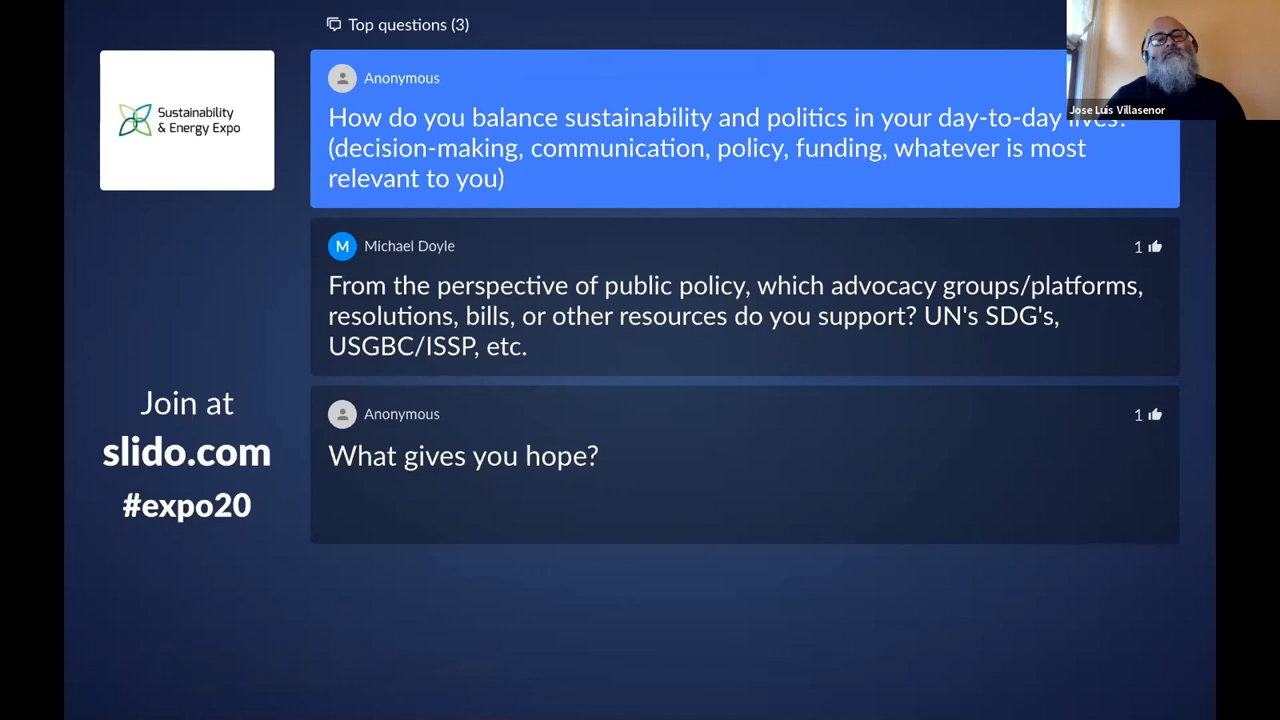 Top questions (3)
Sustainability
& Energy Expo
Anonymous
How do you balance sustainability and politics in your day-to-day lives?
(decision-making, communication, policy, funding, whatever is most
relevant to you)
Jose Luis Villasenor
M Michael Doyle
1
From the perspective of public policy, which advocacy groups/platforms,
resolutions, bills, or other resources do you support? UN's SDG's,
USGBC/ISSP, etc.
Anonymous
1
What gives you hope?
Join at
slido.com
#expo20